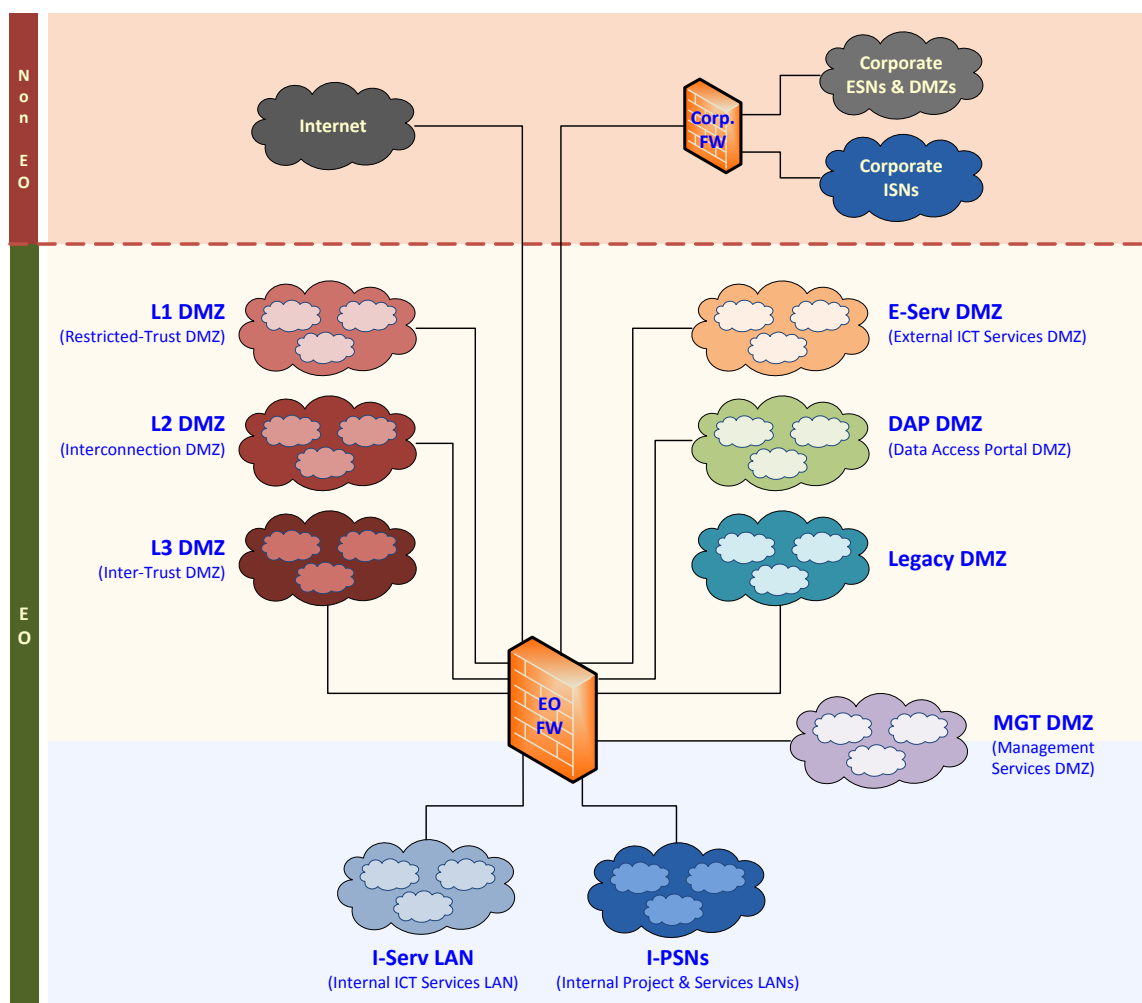 Non EO
Internet
Corp.
FW
Corporate
ESNs & DMZs
Corporate
ISNs
EO
L1 DMZ
(Restricted-Trust DMZ)
E-Serv DMZ
(External ICT Services DMZ)
L2 DMZ
(Interconnection DMZ)
DAP DMZ
(Data Access Portal DMZ)
L3 DMZ
(Inter-Trust DMZ)
Legacy DMZ
EO
FW
MGT DMZ
(Management
Services DMZ)
I-Serv LAN
(Internal ICT Services LAN)
I-PSNs
(Internal Project & Services LANs)